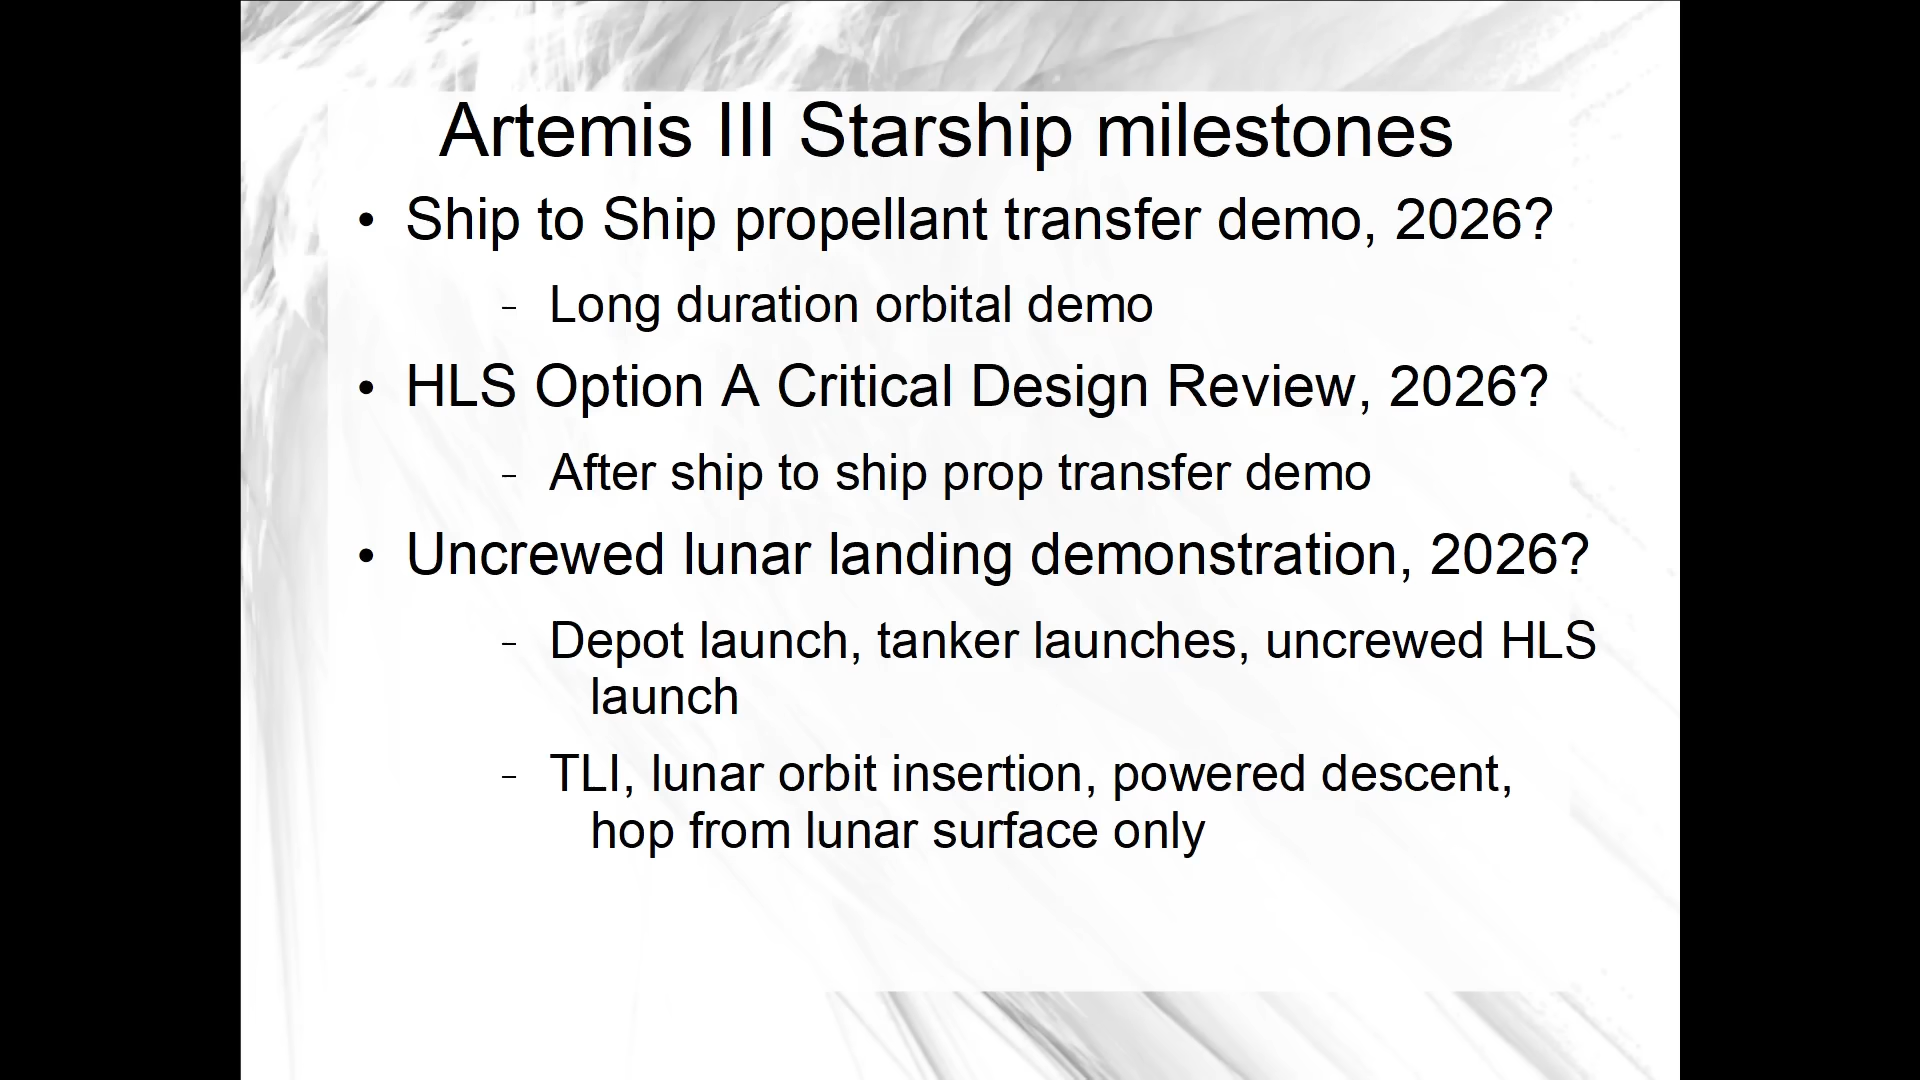 Artemis III Starship milestones
• Ship to Ship propellant transfer demo, 2026?
– Long duration orbital demo
• HLS Option A Critical Design Review, 2026?
– After ship to ship prop transfer demo
• Uncrewed lunar landing demonstration, 2026?
– Depot launch, tanker launches, uncrewed HLS
launch
– TLI, lunar orbit insertion, powered descent,
hop from lunar surface only